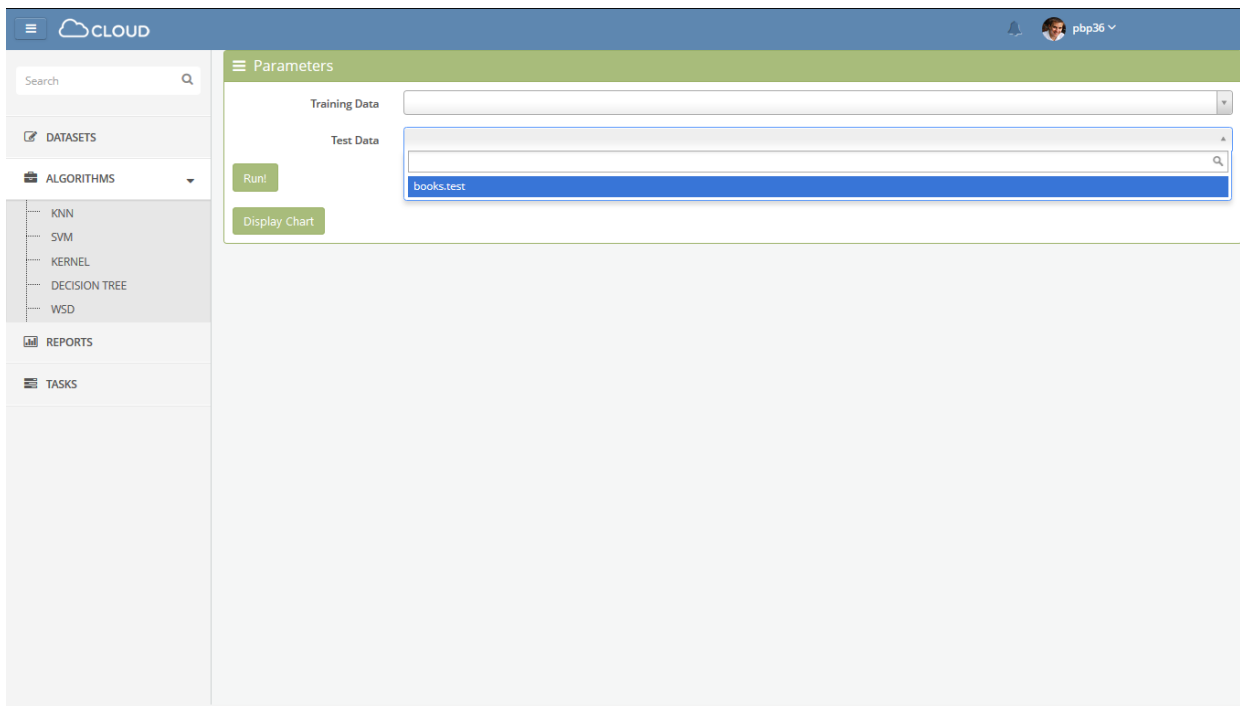 CLOUD
pbp36
Search
DATASETS
ALGORITHMS
KNN
SVM
KERNEL
DECISION TREE
WSD
REPORTS
TASKS
Parameters
Training Data
Test Data
books.test
Run!
Display Chart